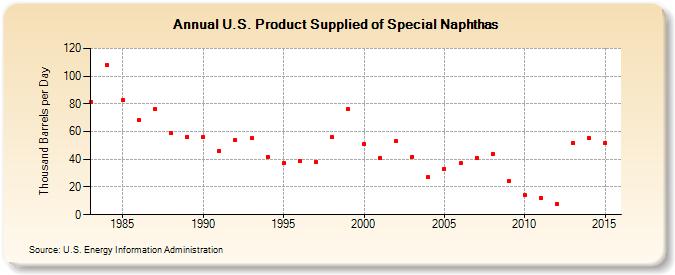 Annual U.S. Product Supplied of Special Naphthas
Thousand Barrels per Day
120
100
80
60
40
20
0
1985 1990 1995 2000 2005 2010 2015
Source: U.S. Energy Information Administration